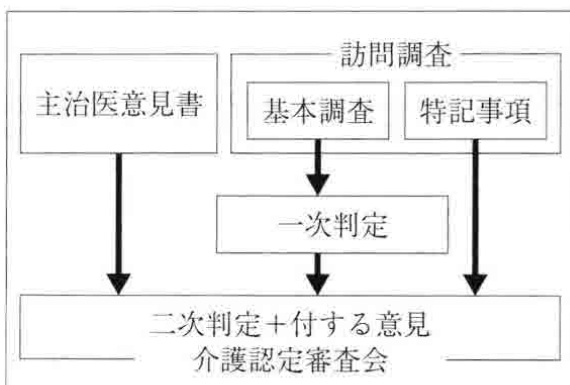 訪問調査
主治医意見書
基本調査
特記事項
一次判定
二次判定+付する意見
介護認定審査会